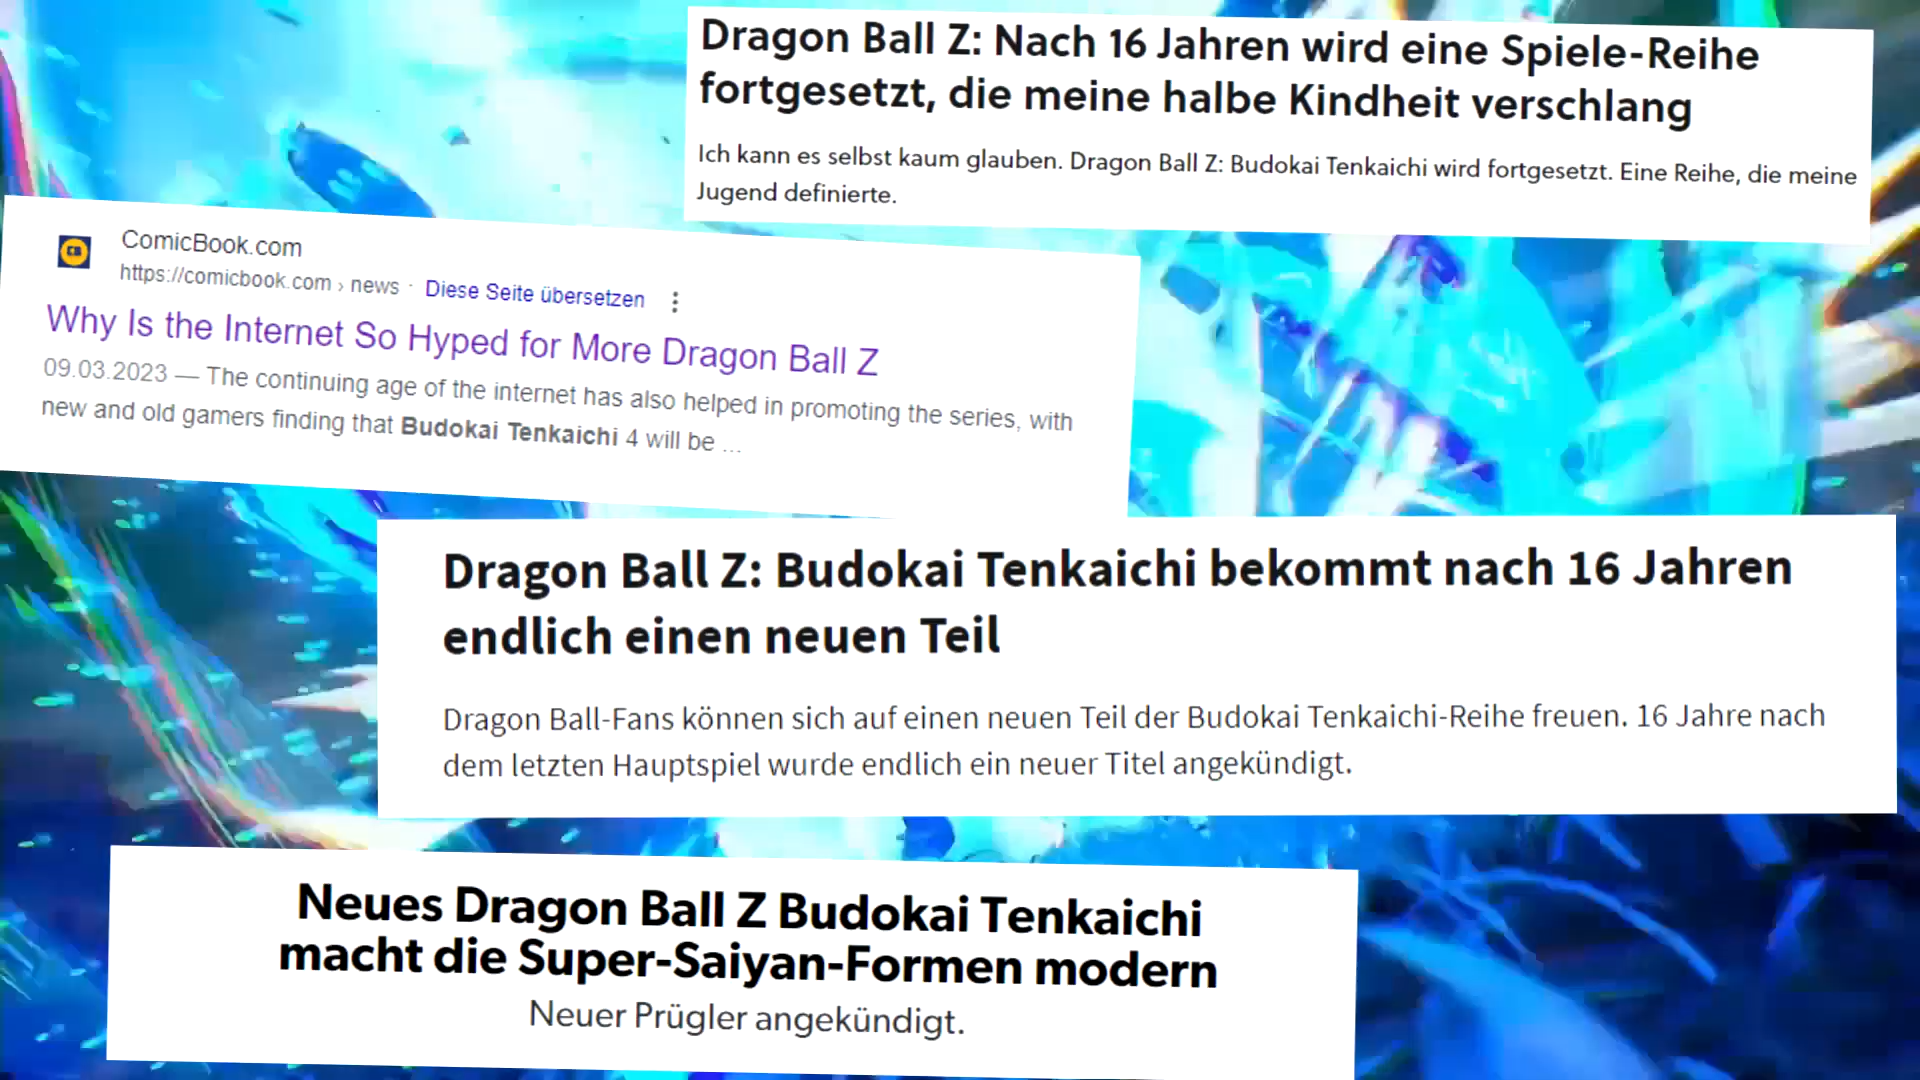 Dragon Ball Z: Nach 16 Jahren wird eine Spiele-Reihe
fortgesetzt, die meine halbe Kindheit verschlang
Ich kann es selbst kaum glauben. Dragon Ball Z: Budokai Tenkaichi wird fortgesetzt. Eine Reihe, die meine
Jugend definierte.
ComicBook.com
https://comicbook.com › news · Diese Seite übersetzen
Why Is the Internet So Hyped for More Dragon Ball Z
09.03.2023 — The continuing age of the internet has also helped in promoting the series, with
new and old gamers finding that Budokai Tenkaichi 4 will be ...
Dragon Ball Z: Budokai Tenkaichi bekommt nach 16 Jahren
endlich einen neuen Teil
Dragon Ball-Fans können sich auf einen neuen Teil der Budokai Tenkaichi-Reihe freuen. 16 Jahre nach
dem letzten Hauptspiel wurde endlich ein neuer Titel angekündigt.
Neues Dragon Ball Z Budokai Tenkaichi
macht die Super-Saiyan-Formen modern
Neuer Prügler angekündigt.